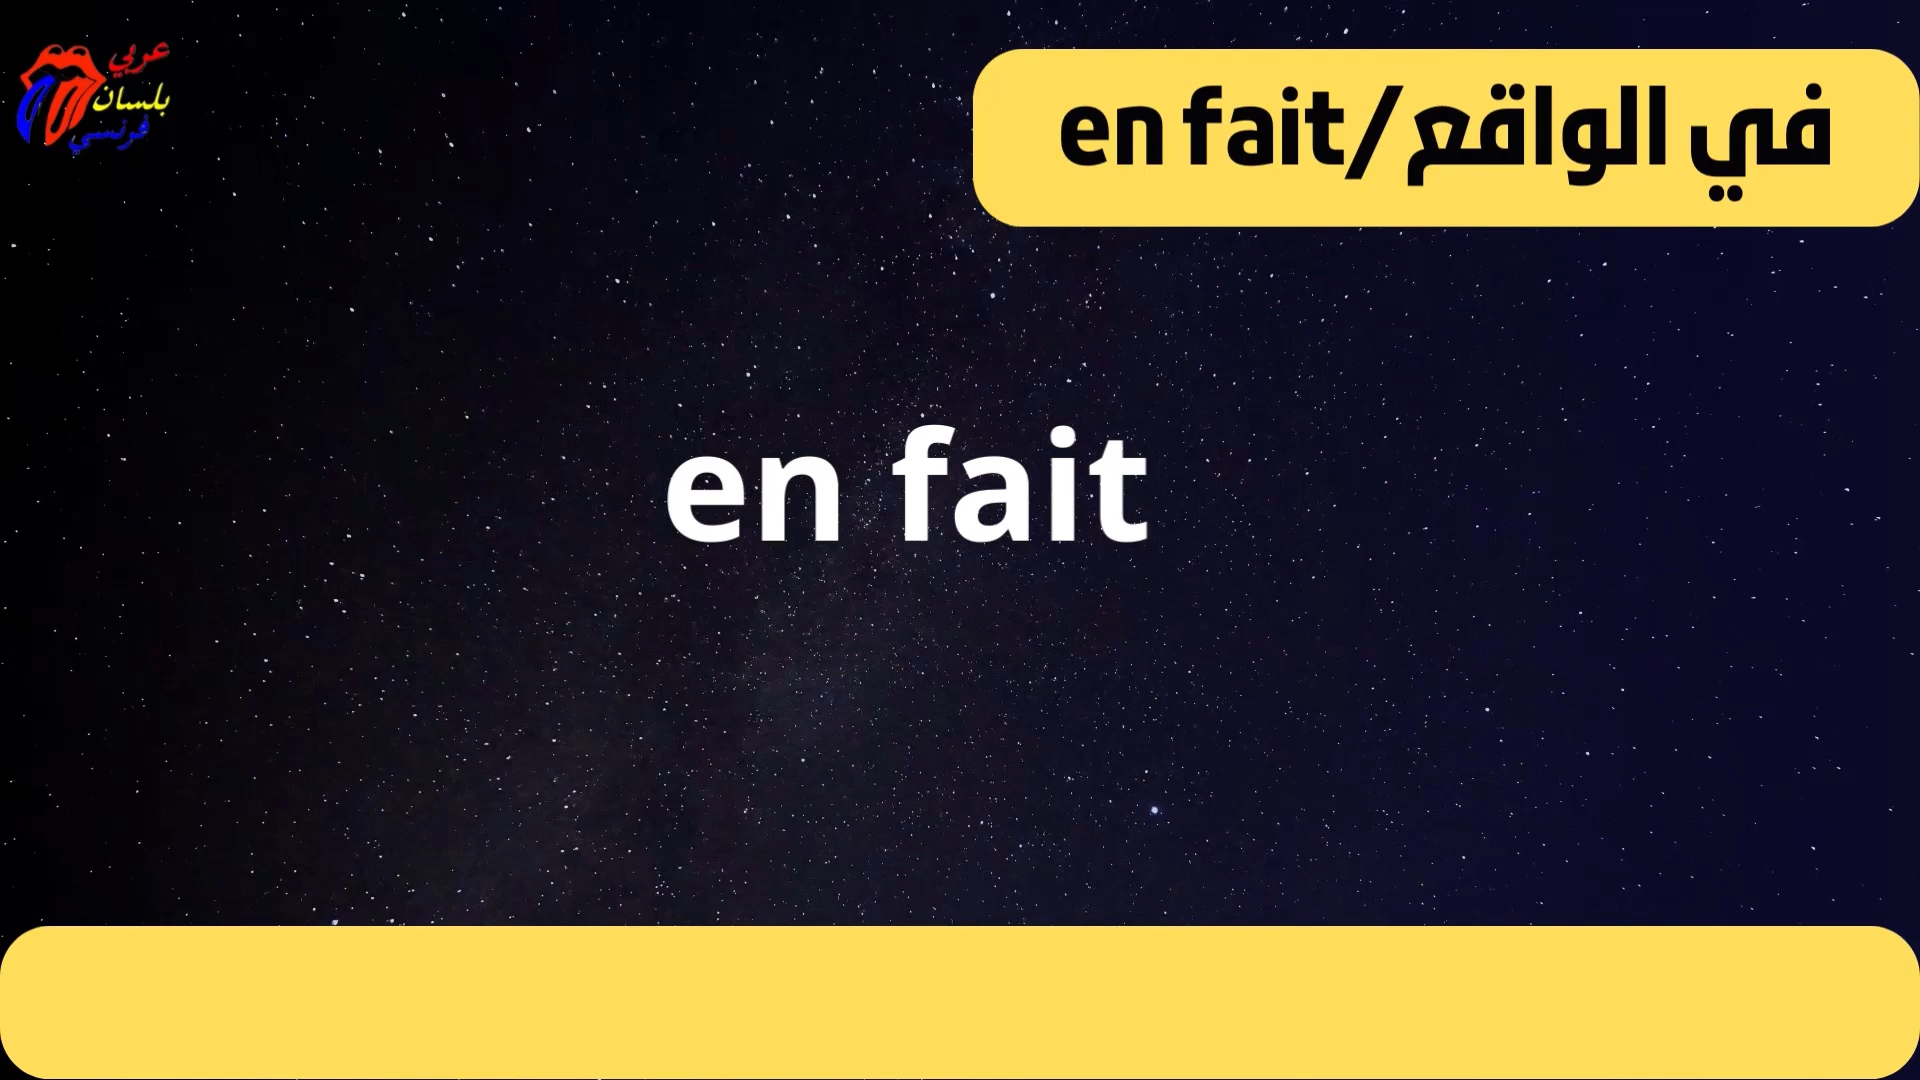 عربي
بلسان
فرنسي
في الواقع/en fait
en fait